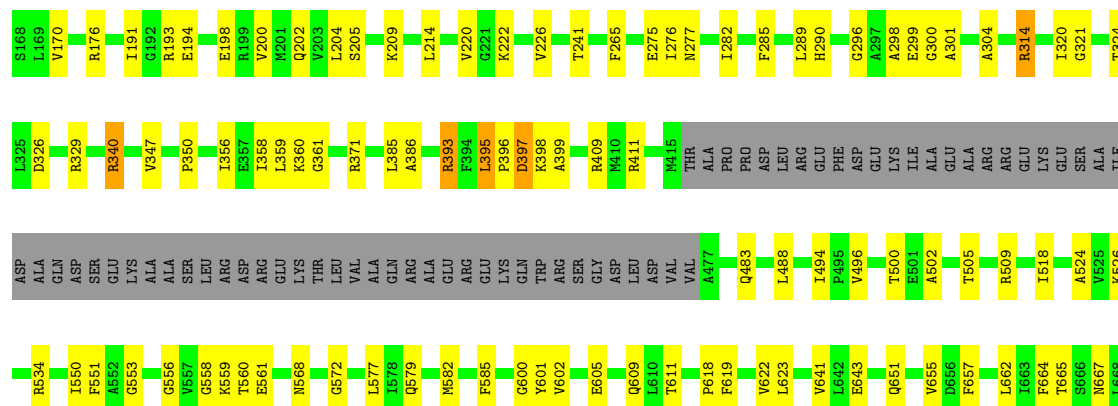 S168 L169 V170 R176 I191 G192 R193 E194 E198 R199 V200 M201 Q202 V203 L204 S205 K209 L214 V220 G221 K222 V226 T241 F265 E275 I276 N277 I282 F285 L289 H290 G296 A297 A298 E299 G300 A301 A304 R314 I320 G321 T324
L325 D326 R329 R340 V347 P350 I356 E357 I358 L359 K360 G361 R371 L385 A386 R393 F394 L395 P396 D397 K398 A399 R409 M410 R411 M415 THR ALA PRO PRO ASP LEU ARG GLU PHE ASP GLU LYS ILE ALA GLU ALA ARG ARG GLU LYS GLU SER ALA ILE
ASP ALA GLN ASP SER GLU LYS ALA ALA SER LEU ARG ASP ARG GLU LYS THR LEU VAL ALA GLN ARG ALA GLU ARG GLU LYS GLN TRP ARG SER GLY ASP LEU ASP VAL VAL A477 Q483 L488 I494 P495 V496 T500 E501 A502 T505 R509 I518 A524 V525 K526
R534 I550 F551 A552 G553 G556 V557 G558 K559 T560 E561 N568 G572 L577 I578 Q579 M582 F585 G600 Y601 V602 E605 Q609 L610 T611 P618 F619 V622 L623 V641 L642 E643 Q651 V655 D656 F657 L662 I663 F664 T665 S666 N667